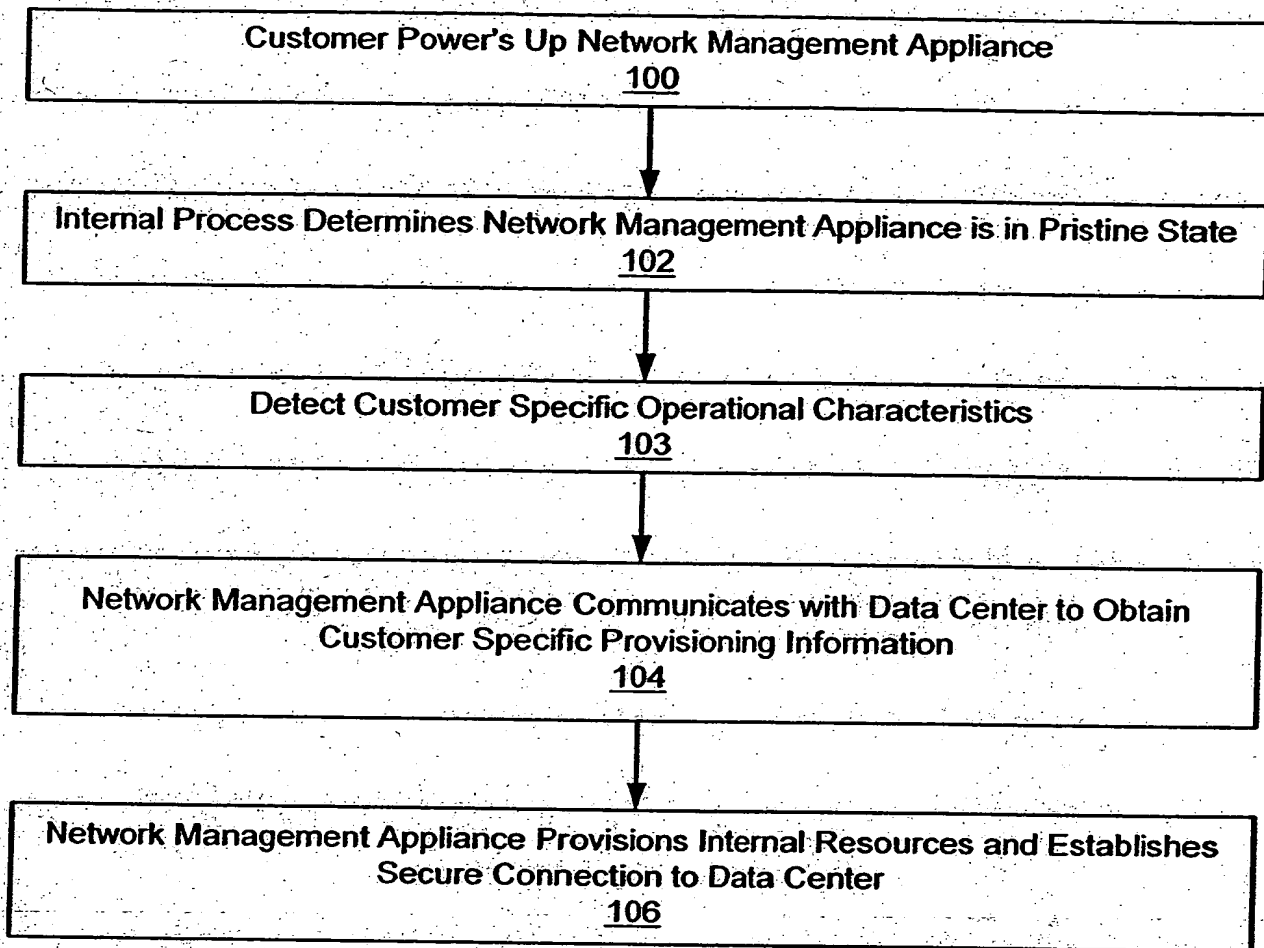 Customer Power's Up Network Management Appliance
100
Internal Process Determines Network Management Appliance is in Pristine State
102
Detect Customer Specific Operational Characteristics
103
Network Management Appliance Communicates with Data Center to Obtain
Customer Specific Provisioning Information
104
Network Management Appliance Provisions Internal Resources and Establishes
Secure Connection to Data Center
106